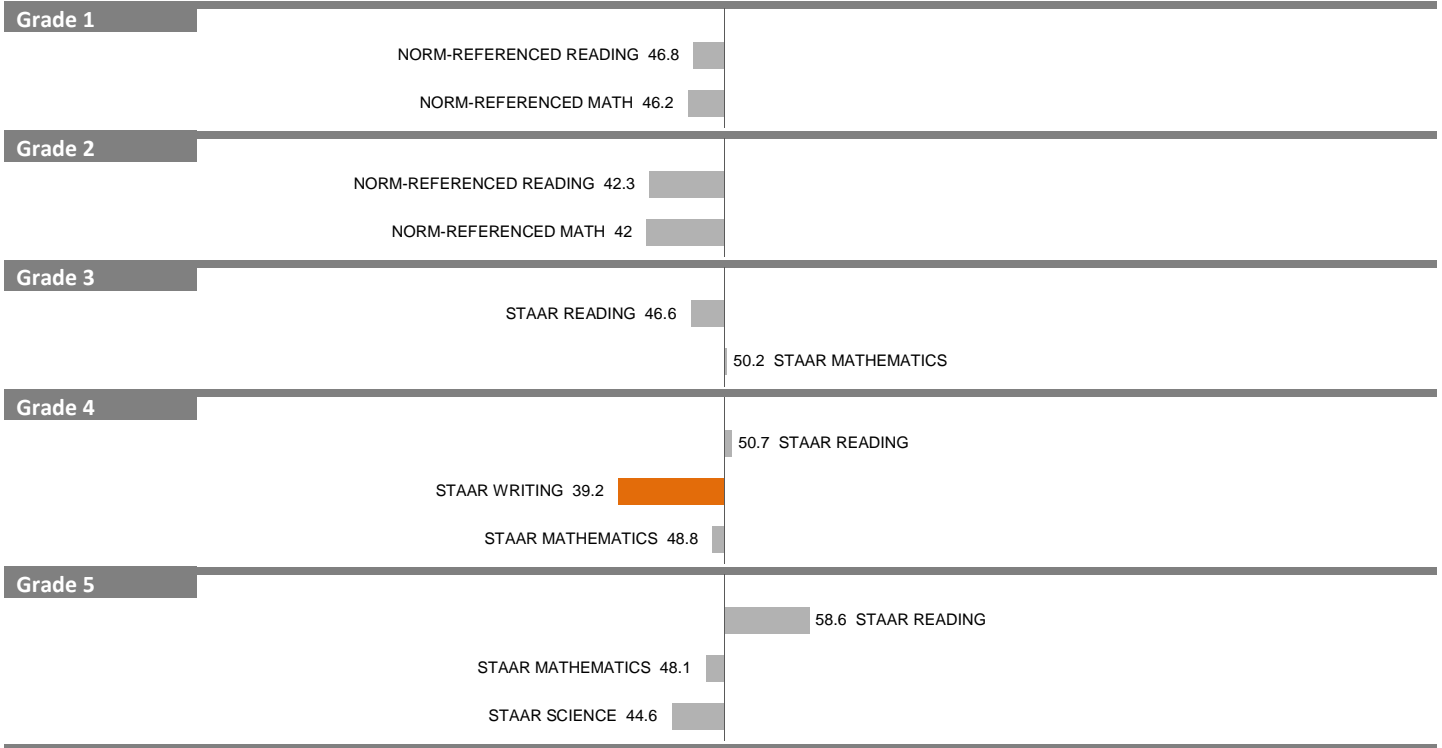 Grade 1
NORM-REFERENCED READING 46.8
NORM-REFERENCED MATH 46.2
Grade 2
NORM-REFERENCED READING 42.3
NORM-REFERENCED MATH 42
Grade 3
STAAR READING 46.6
50.2 STAAR MATHEMATICS
Grade 4
50.7 STAAR READING
STAAR WRITING 39.2
STAAR MATHEMATICS 48.8
Grade 5
58.6 STAAR READING
STAAR MATHEMATICS 48.1
STAAR SCIENCE 44.6